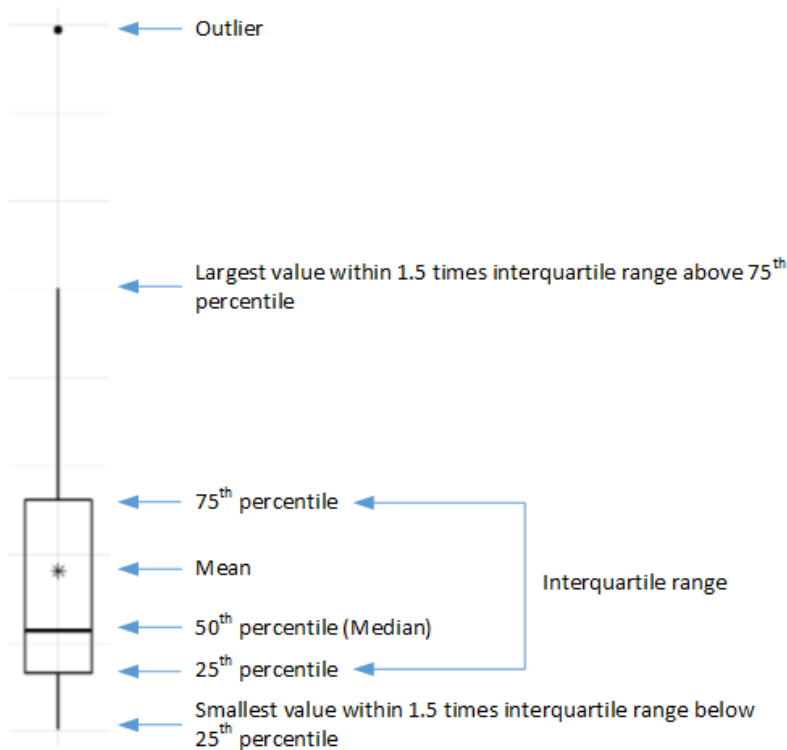 Outlier
Largest value within 1.5 times interquartile range above 75th
percentile
75th percentile
Mean
Interquartile range
50th percentile (Median)
25th percentile
Smallest value within 1.5 times interquartile range below
25th percentile